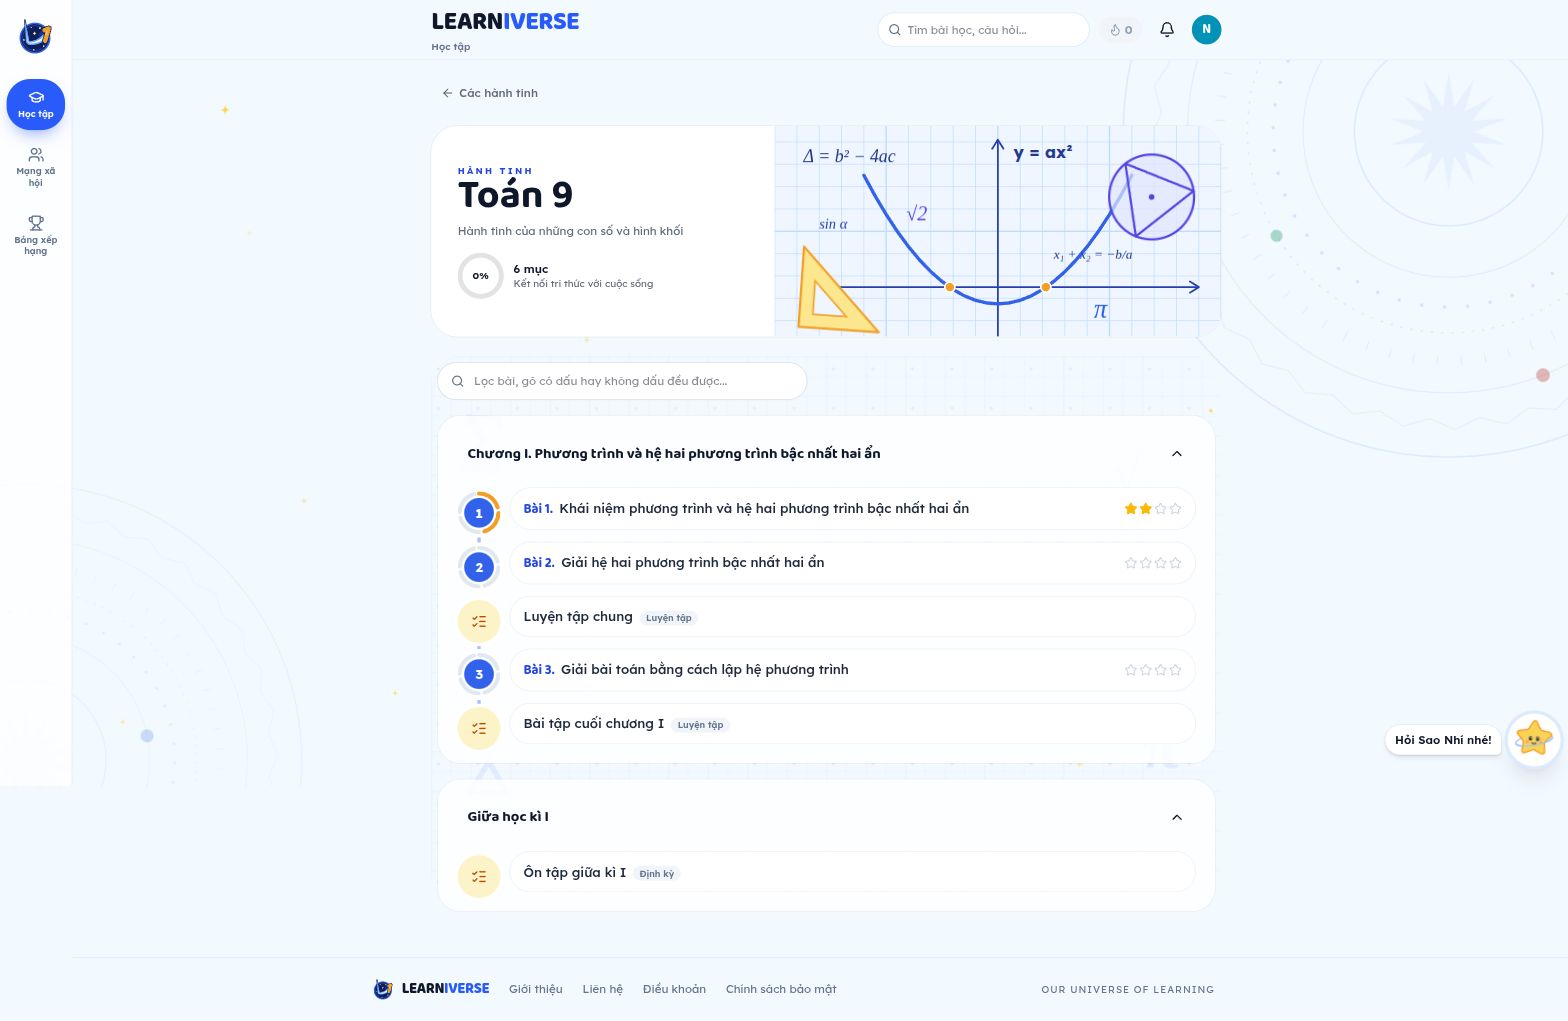 LEARNIVERSE
Học tập
Tìm bài học, câu hỏi...
0
N
Học tập
Mạng xã
hội
Bảng xếp
hạng
Các hành tinh
HÀNH TINH
Toán 9
Hành tinh của những con số và hình khối
0%
6 mục
Kết nối tri thức với cuộc sống
Δ = b² − 4ac
y = ax²
√2
sin α
x₁ + x₂ = −b/a
π
Lọc bài, gõ có dấu hay không dấu đều được...
Chương I. Phương trình và hệ hai phương trình bậc nhất hai ẩn
1
Bài 1. Khái niệm phương trình và hệ hai phương trình bậc nhất hai ẩn
2
Bài 2. Giải hệ hai phương trình bậc nhất hai ẩn
Luyện tập chung Luyện tập
3
Bài 3. Giải bài toán bằng cách lập hệ phương trình
Bài tập cuối chương I Luyện tập
Hỏi Sao Nhí nhé!
Giữa học kì I
Ôn tập giữa kì I Định kỳ
LEARNIVERSE
Giới thiệu
Liên hệ
Điều khoản
Chính sách bảo mật
OUR UNIVERSE OF LEARNING